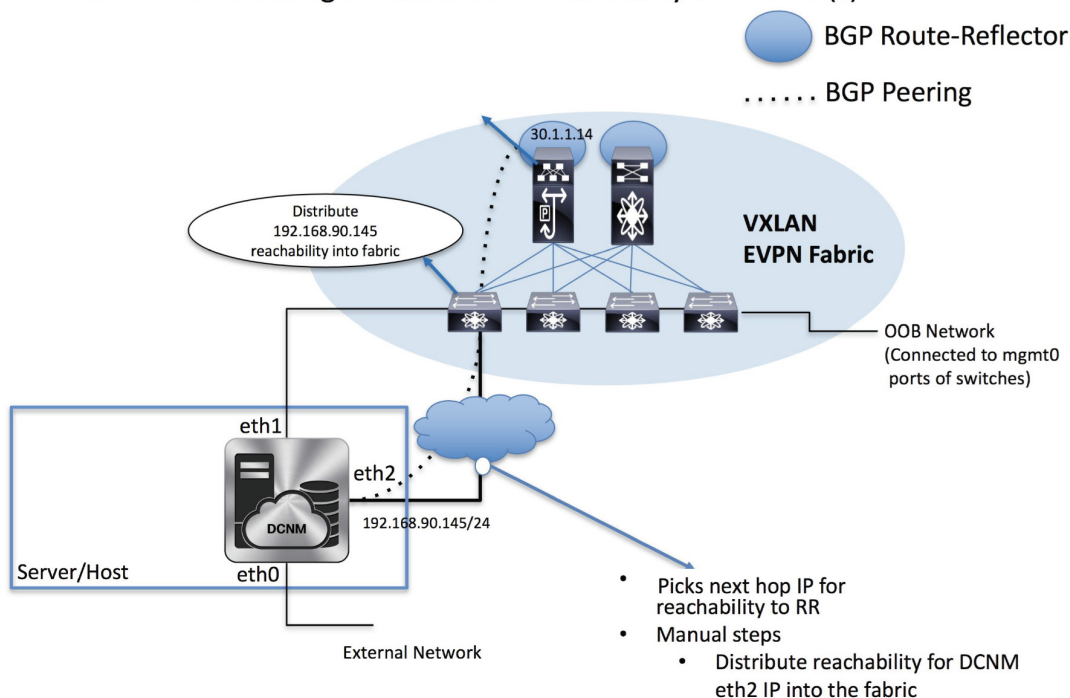 BGP Route-Reflector
BGP Peering
30.1.1.14
Distribute
192.168.90.145
reachability into fabric
VXLAN
EVPN Fabric
P
OOB Network
(Connected to mgmt0
ports of switches)
eth1
eth2
DCNM
192.168.90.145/24
Server/Host
eth0
External Network
• Picks next hop IP for
reachability to RR
• Manual steps
• Distribute reachability for DCNM
eth2 IP into the fabric